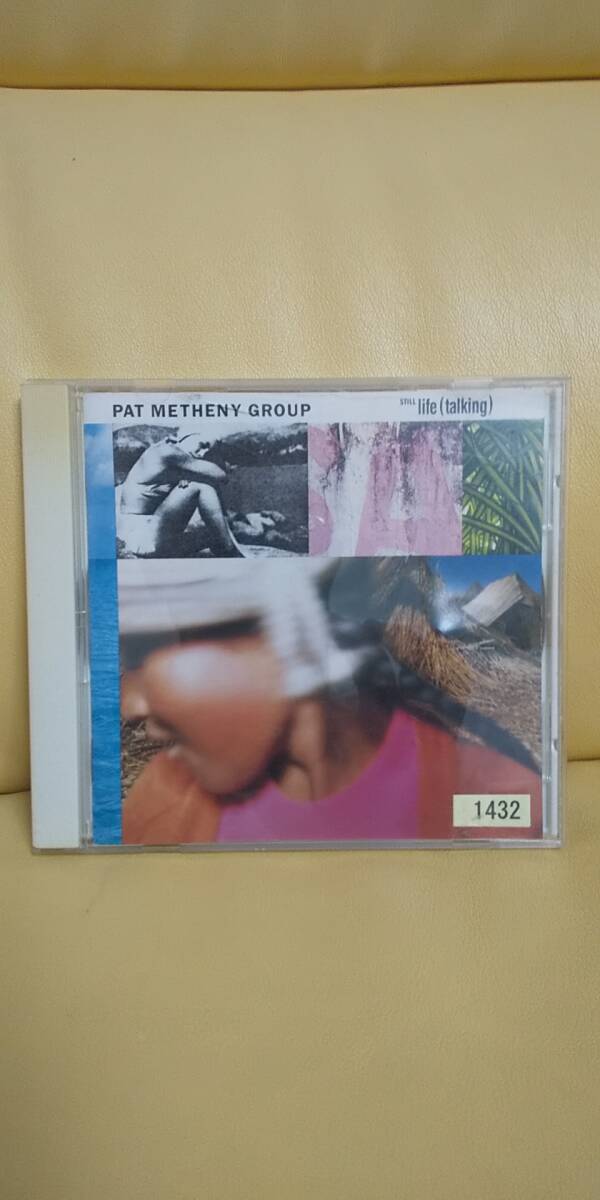 PAT METHENY GROUP
STILL life (talking)
1432